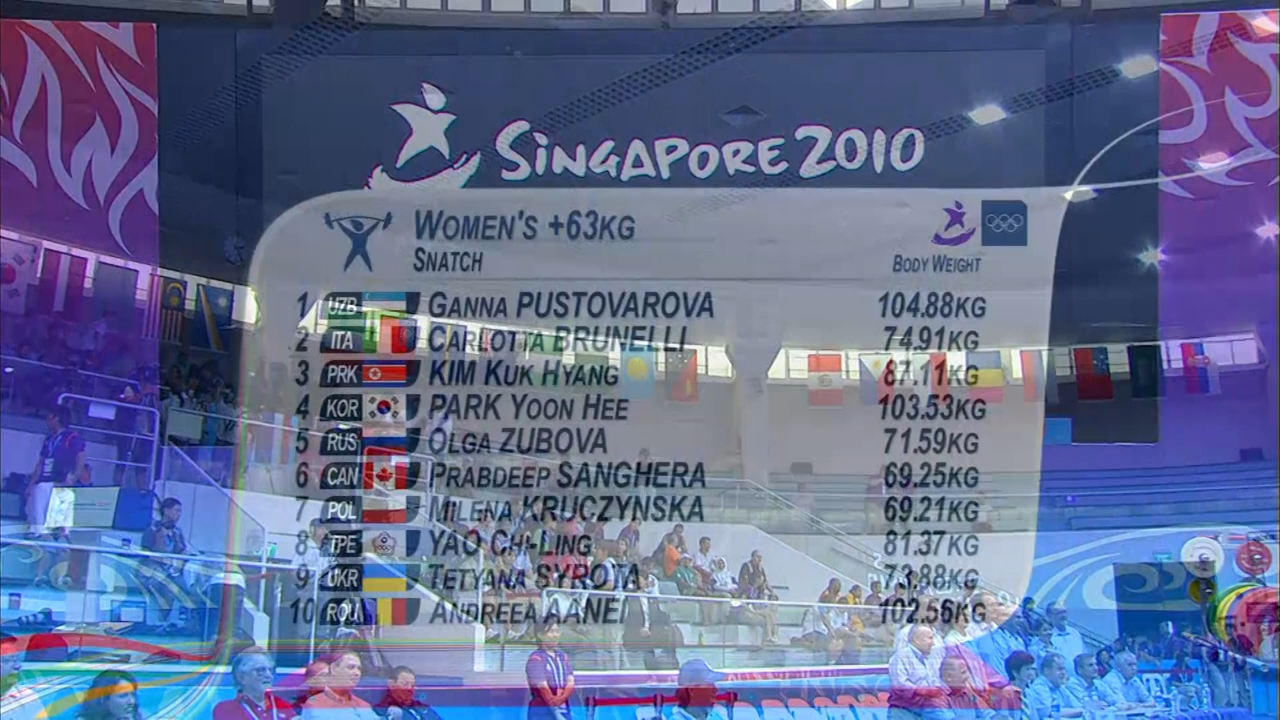 SINGAPORE2010
WOMEN'S +63KG
SNATCH
BODY WEIGHT
1 UZB GANNA PUSTOVAROVA 104.88KG
2 ITA CARLOTTA BRUNELLI 74.91KG
3 PRK KIM KUK HYANG 87.11KG
4 KOR PARK YOON HEE 103.53KG
5 RUS OLGA ZUBOVA 71.59KG
6 CAN PRABDEEP SANGHERA 69.25KG
7 POL MILENA KRUCZYNSKA 69.21KG
8 TPE YAO CHI-LING 81.37KG
9 UKR TETYANA SYROTA 73.88KG
10 ROU ANDREEA AANEI 102.56KG